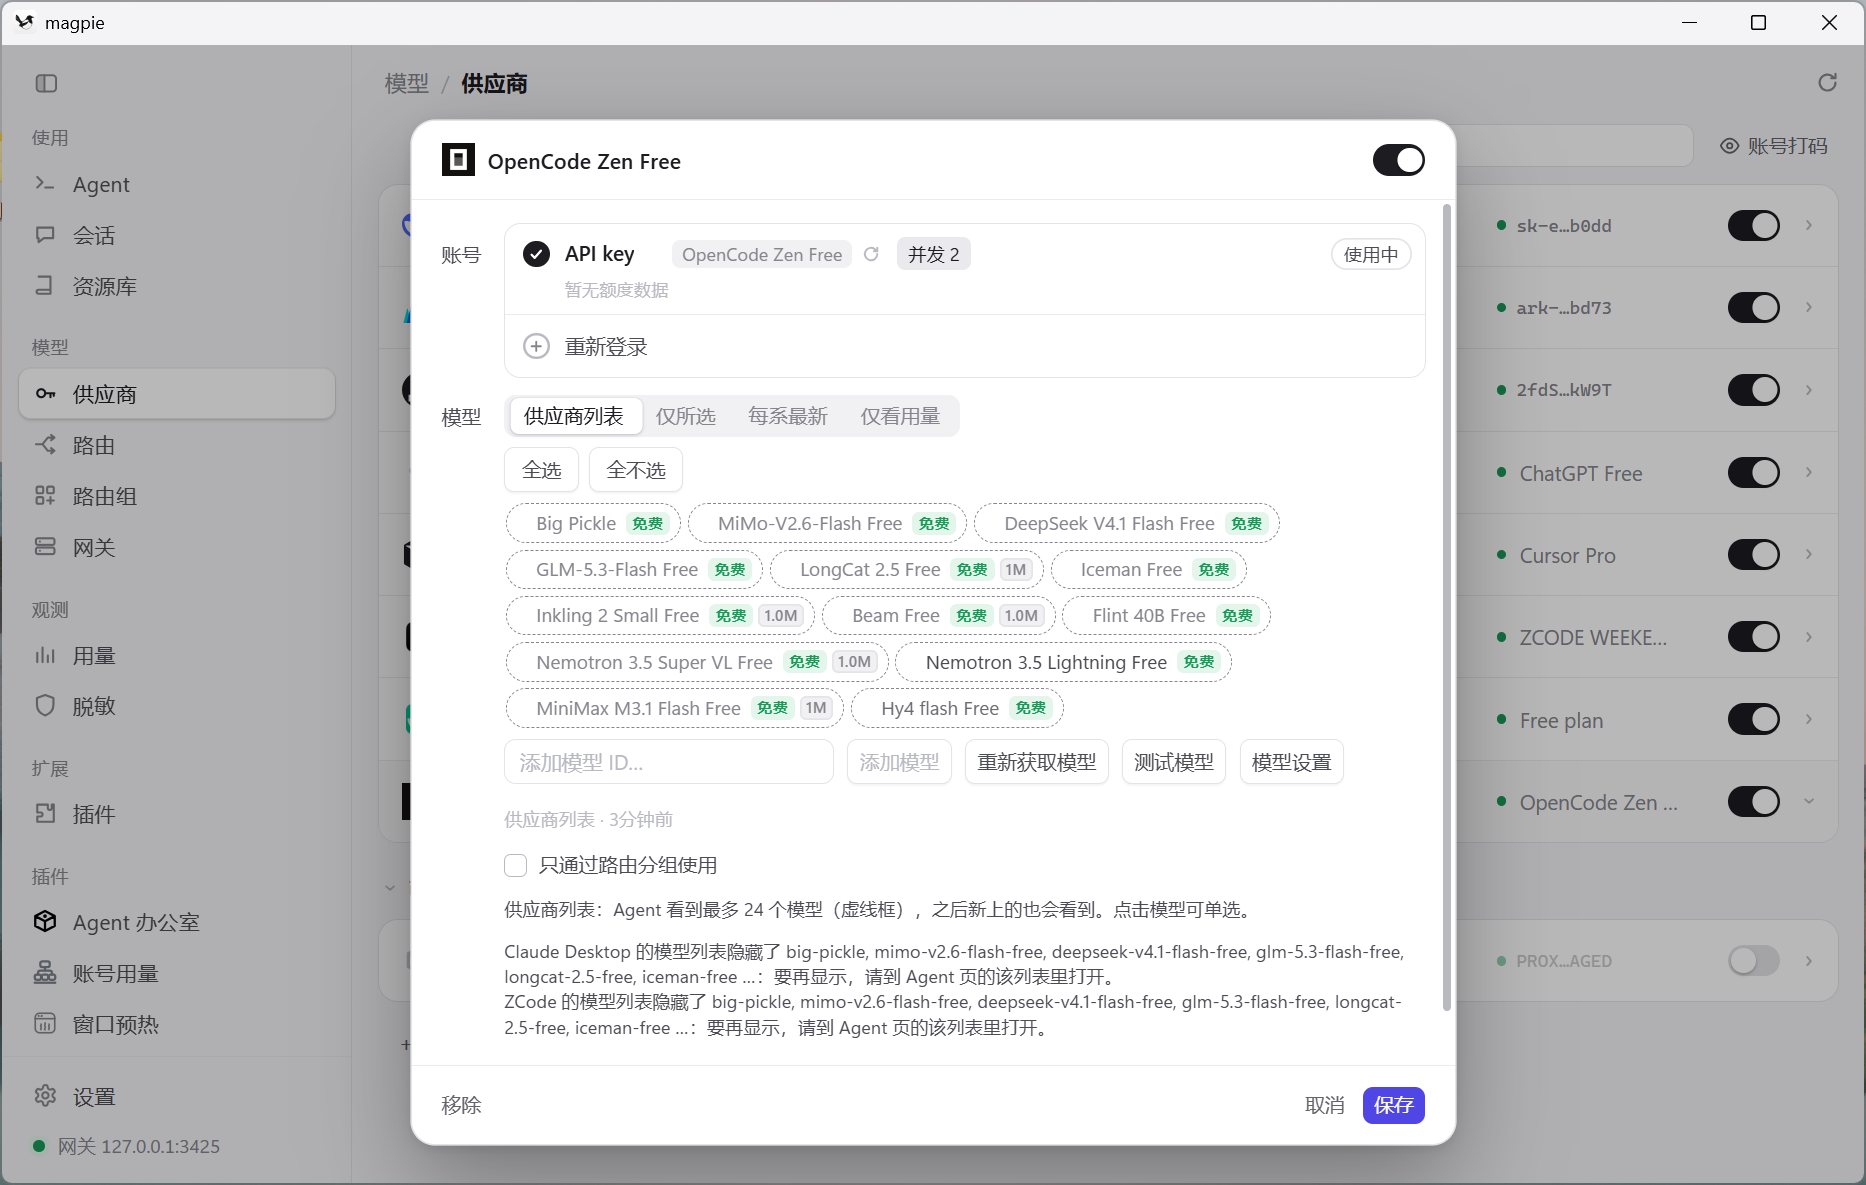 magpie
模型 / 供应商
使用
Agent
会话
资源库
模型
供应商
路由
路由组
网关
观测
用量
脱敏
扩展
插件
插件
Agent 办公室
账号用量
窗口预热
设置
网关 127.0.0.1:3425
账号打码
sk-e…b0dd
ark-…bd73
2fdS…kW9T
ChatGPT Free
Cursor Pro
ZCODE WEEKE...
Free plan
OpenCode Zen ...
PROX…AGED
OpenCode Zen Free
账号
API key OpenCode Zen Free 并发 2 使用中
暂无额度数据
重新登录
模型
供应商列表 仅所选 每系最新 仅看用量
全选 全不选
Big Pickle 免费 MiMo-V2.6-Flash Free 免费 DeepSeek V4.1 Flash Free 免费
GLM-5.3-Flash Free 免费 LongCat 2.5 Free 免费 1M Iceman Free 免费
Inkling 2 Small Free 免费 1.0M Beam Free 免费 1.0M Flint 40B Free 免费
Nemotron 3.5 Super VL Free 免费 1.0M Nemotron 3.5 Lightning Free 免费
MiniMax M3.1 Flash Free 免费 1M Hy4 flash Free 免费
添加模型 ID... 添加模型 重新获取模型 测试模型 模型设置
供应商列表 · 3分钟前
只通过路由分组使用
供应商列表：Agent 看到最多 24 个模型（虚线框），之后新上的也会看到。点击模型可单选。
Claude Desktop 的模型列表隐藏了 big-pickle, mimo-v2.6-flash-free, deepseek-v4.1-flash-free, glm-5.3-flash-free,
longcat-2.5-free, iceman-free ...：要再显示，请到 Agent 页的该列表里打开。
ZCode 的模型列表隐藏了 big-pickle, mimo-v2.6-flash-free, deepseek-v4.1-flash-free, glm-5.3-flash-free, longcat-
2.5-free, iceman-free ...：要再显示，请到 Agent 页的该列表里打开。
移除 取消 保存